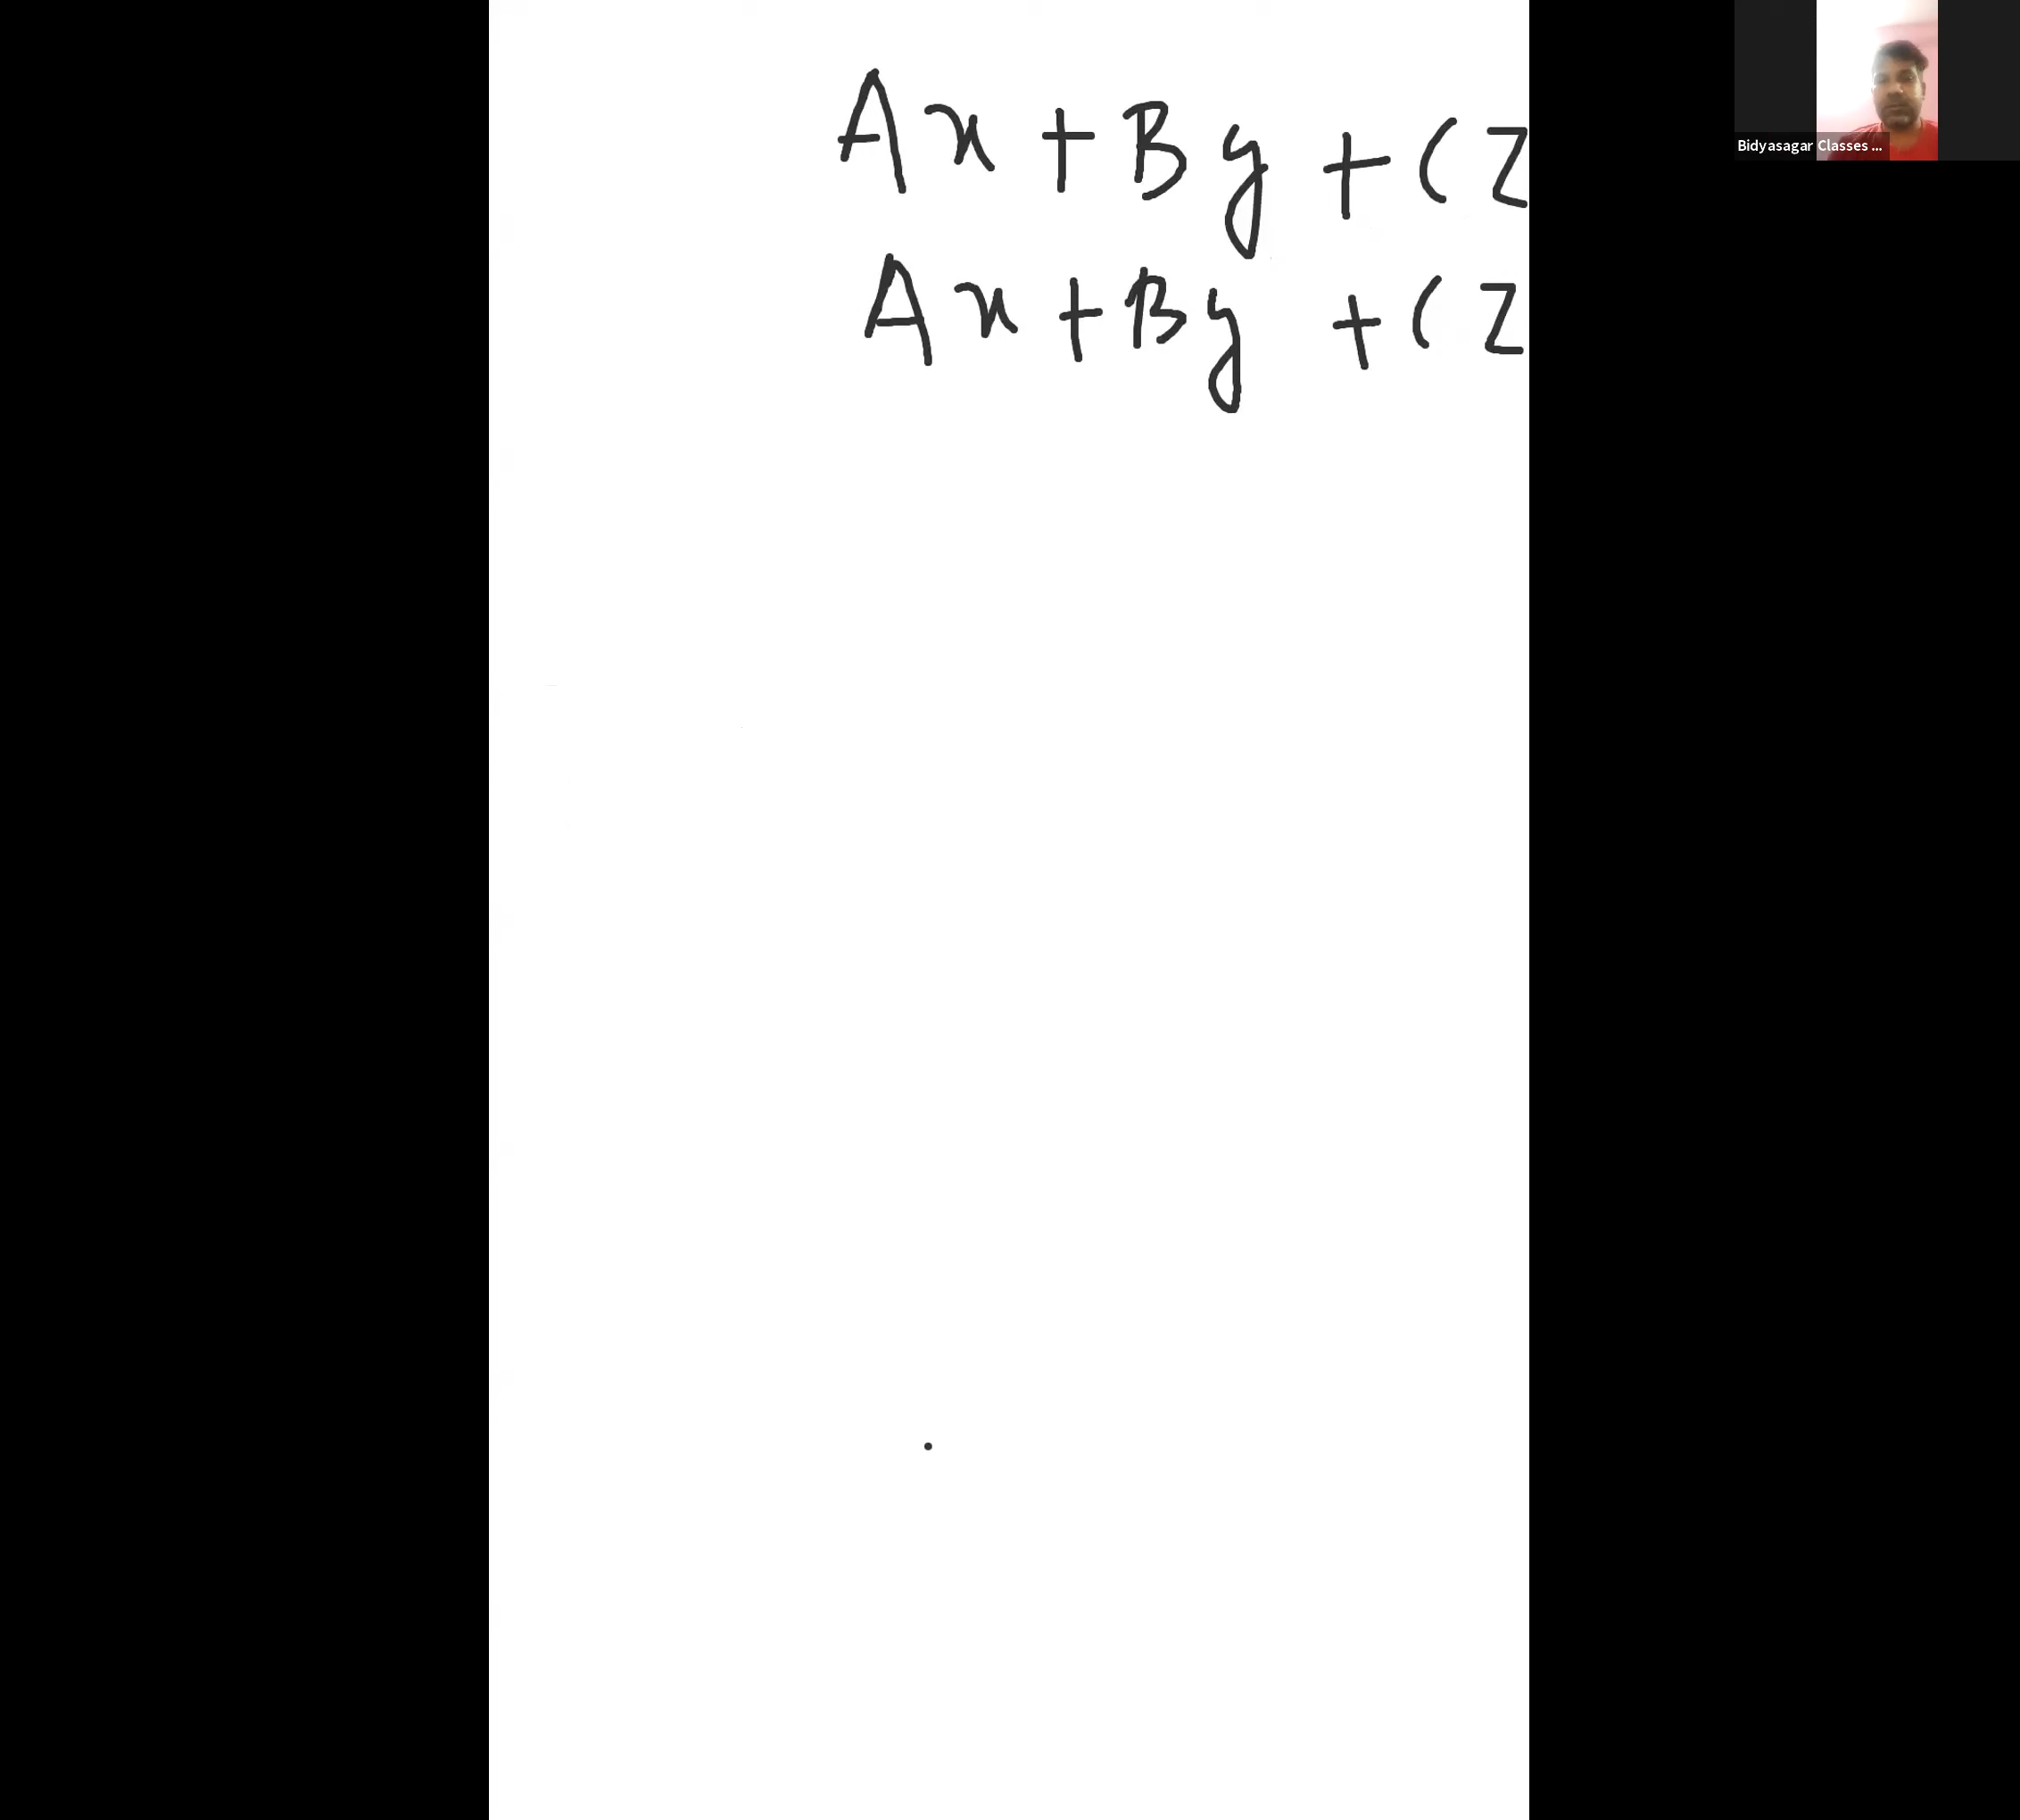 Ax + By + CZ
Ax + By + CZ
Bidyasagar Classes ...